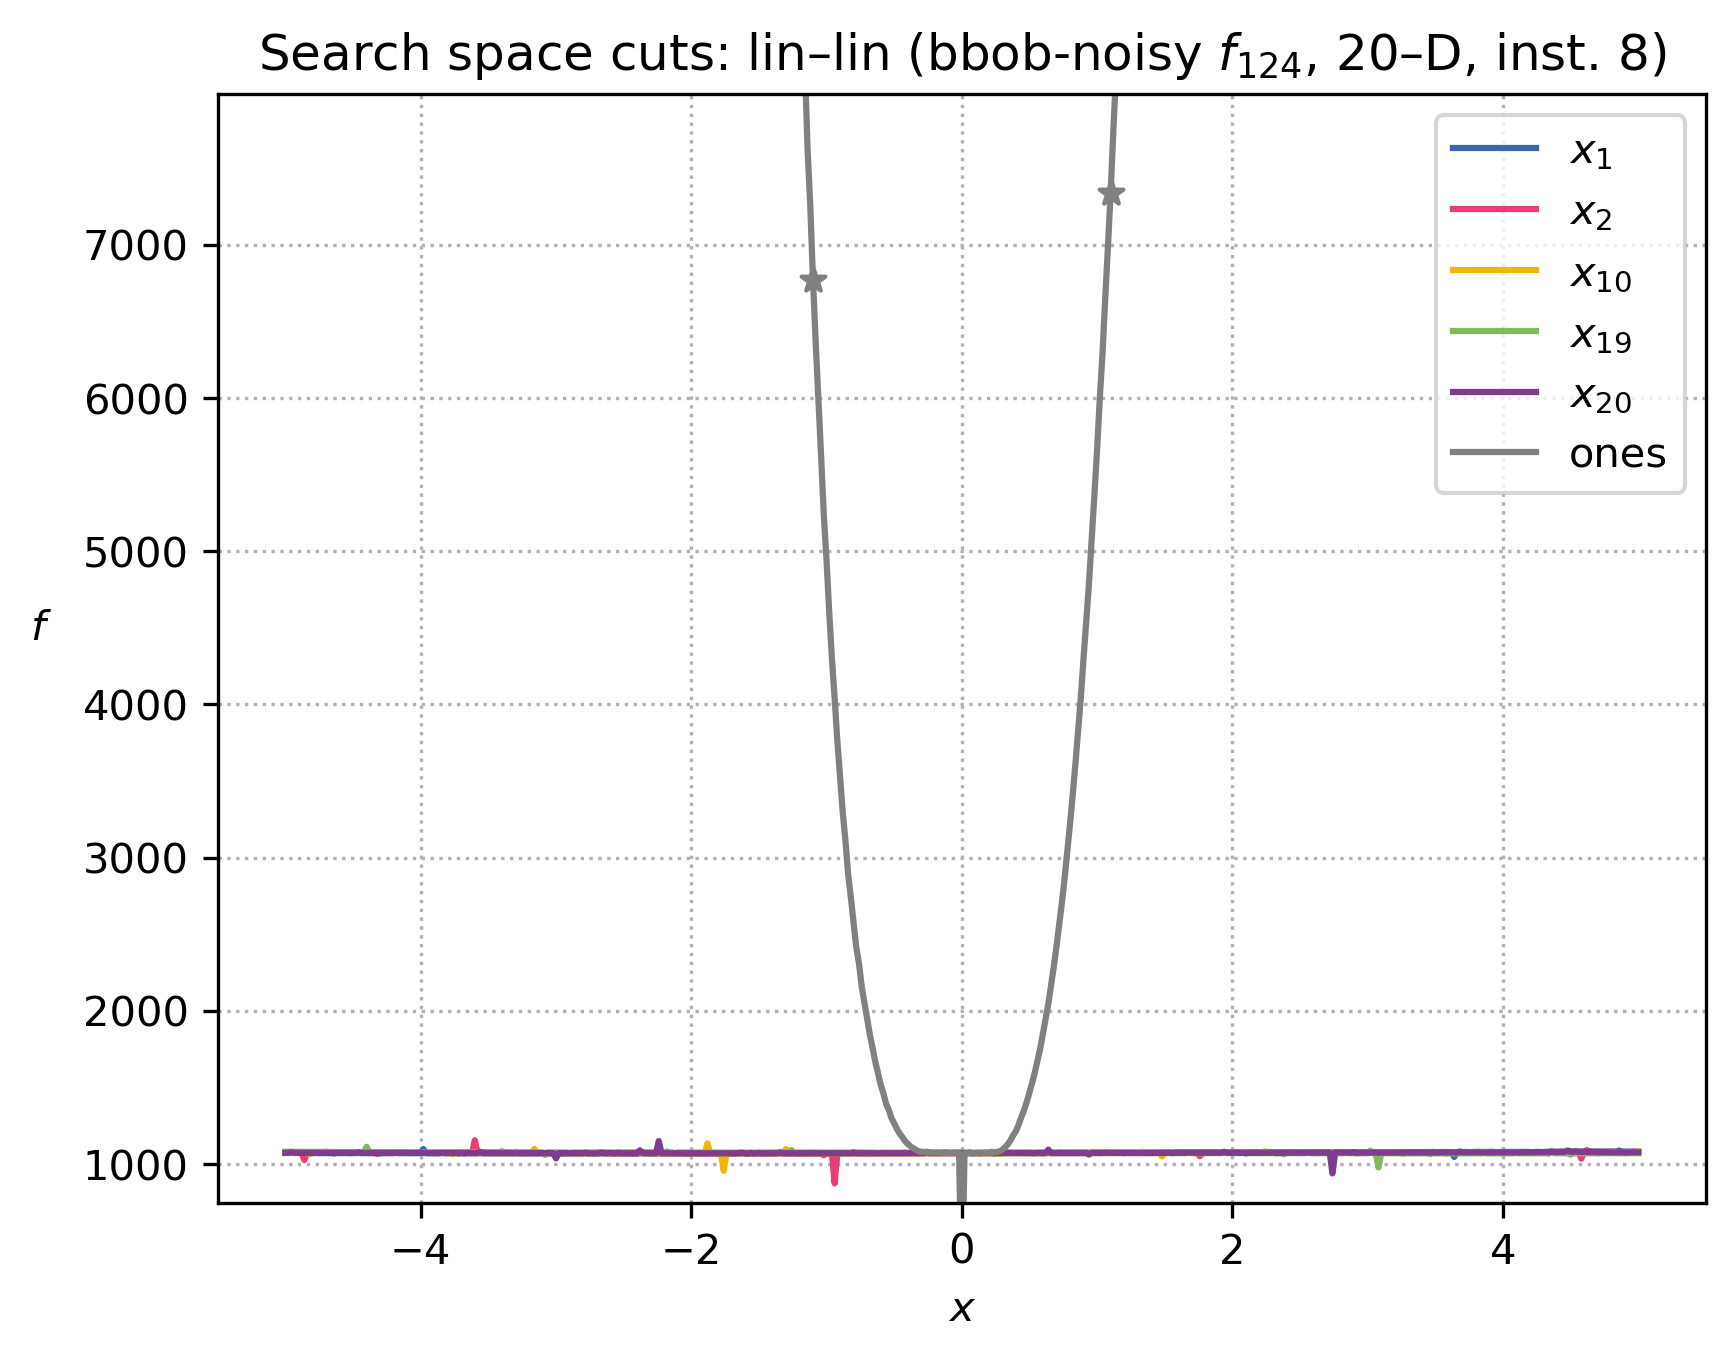 Search space cuts: lin–lin (bbob-noisy f124, 20–D, inst. 8)
x1
x2
x10
x19
x20
ones
7000
6000
5000
4000
3000
2000
1000
f
−4
−2
0
2
4
x